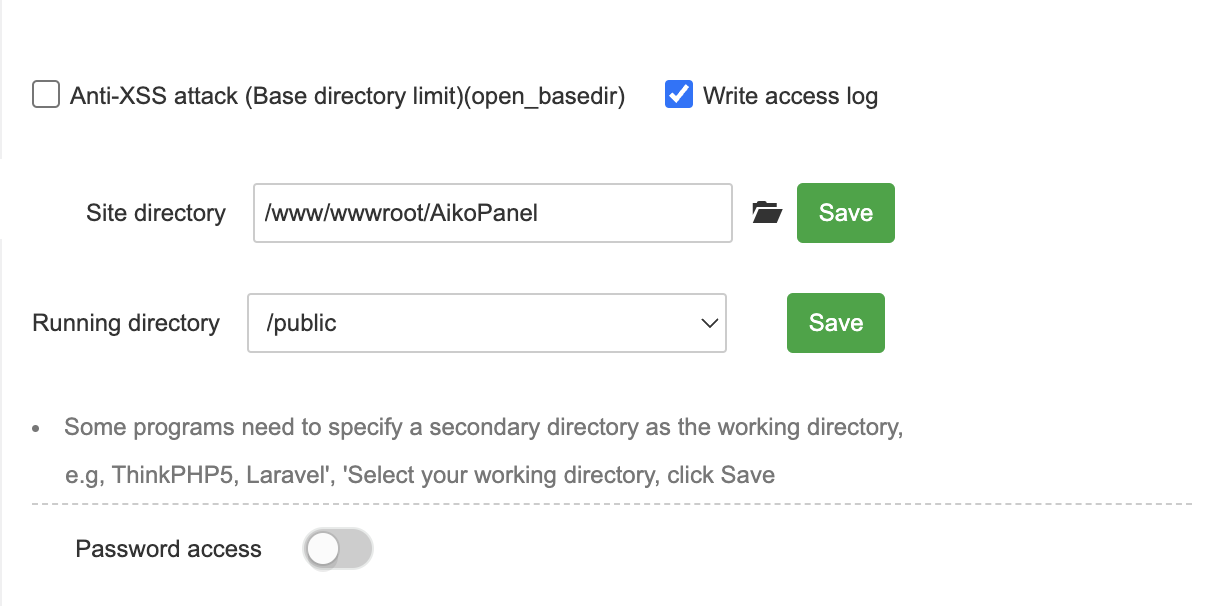 Anti-XSS attack (Base directory limit)(open_basedir) Write access log
Site directory /www/wwwroot/AikoPanel Save
Running directory /public Save
• Some programs need to specify a secondary directory as the working directory,
e.g, ThinkPHP5, Laravel', 'Select your working directory, click Save
Password access